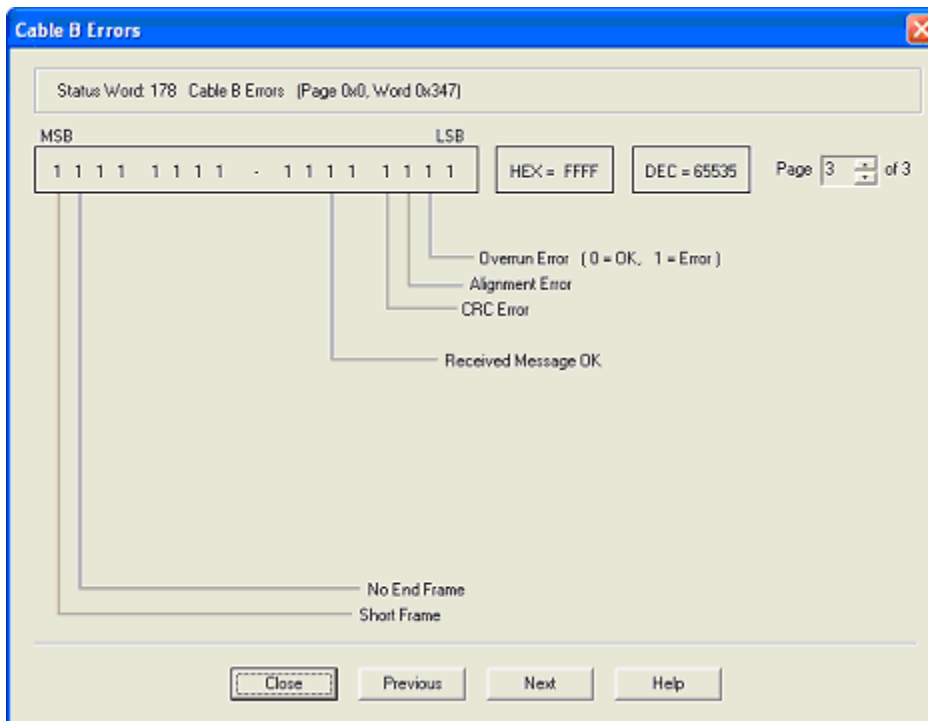 Cable B Errors
Status Word: 178 Cable B Errors (Page 0x0, Word 0x347)
MSB LSB
1 1 1 1 1 1 1 1 - 1 1 1 1 1 1 1 1 HEX = FFFF DEC = 65535 Page 3 of 3
Overrun Error ( 0 = OK, 1 = Error )
Alignment Error
CRC Error
Received Message OK
No End Frame
Short Frame
Close Previous Next Help